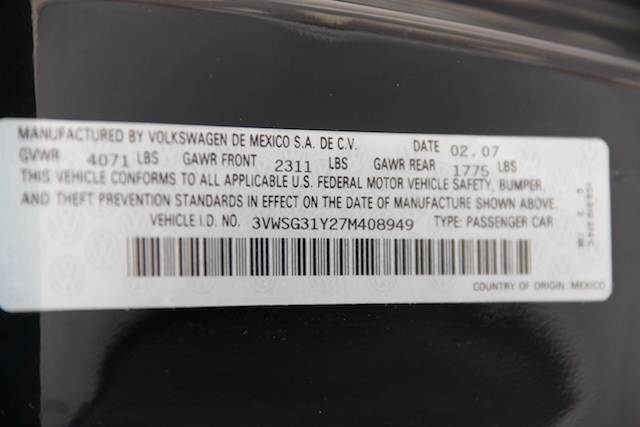 MANUFACTURED BY VOLKSWAGEN DE MEXICO S.A. DE C.V. DATE 02.07
GVWR 4071 LBS GAWR FRONT 2311 LBS GAWR REAR 1775 LBS
THIS VEHICLE CONFORMS TO ALL APPLICABLE U.S. FEDERAL MOTOR VEHICLE SAFETY, BUMPER,
AND THEFT PREVENTION STANDARDS IN EFFECT ON THE DATE OF MANUFACTURE SHOWN ABOVE.
VEHICLE I.D. NO. 3VWSG31Y27M408949 TYPE: PASSENGER CAR
COUNTRY OF ORIGIN: MEXICO